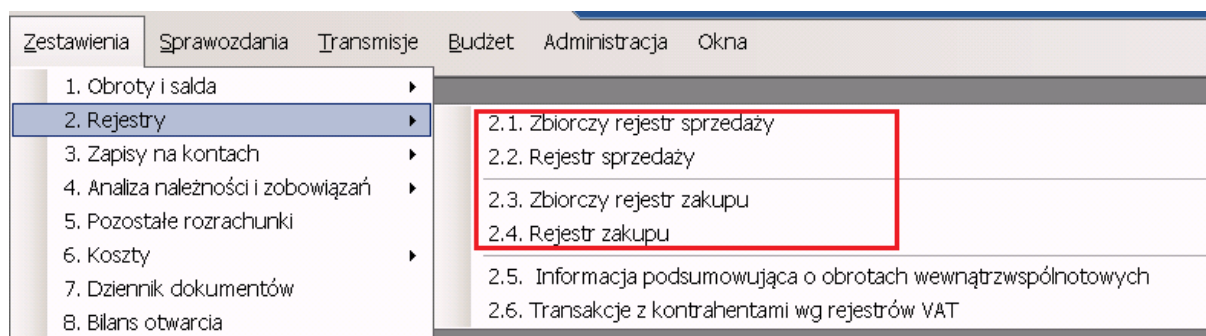 Zestawienia Sprawozdania Transmisje Budżet Administracja Okna
1. Obroty i salda
2. Rejestry
3. Zapisy na kontach
4. Analiza należności i zobowiązań
5. Pozostałe rozrachunki
6. Koszty
7. Dziennik dokumentów
8. Bilans otwarcia
2.1. Zbiorczy rejestr sprzedaży
2.2. Rejestr sprzedaży
2.3. Zbiorczy rejestr zakupu
2.4. Rejestr zakupu
2.5. Informacja podsumowująca o obrotach wewnątrzwspólnotowych
2.6. Transakcje z kontrahentami wg rejestrów VAT